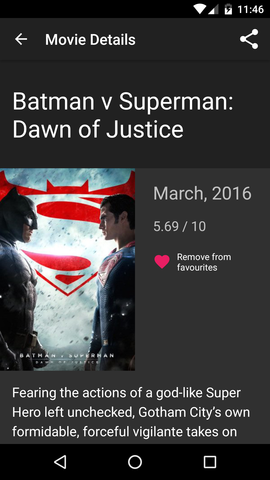 11:46
Movie Details
Batman v Superman:
Dawn of Justice
March, 2016
5.69 / 10
Remove from
favourites
BATMAN V SUPERMAN
DAWN OF JUSTICE
Fearing the actions of a god-like Super
Hero left unchecked, Gotham City's own
formidable, forceful vigilante takes on